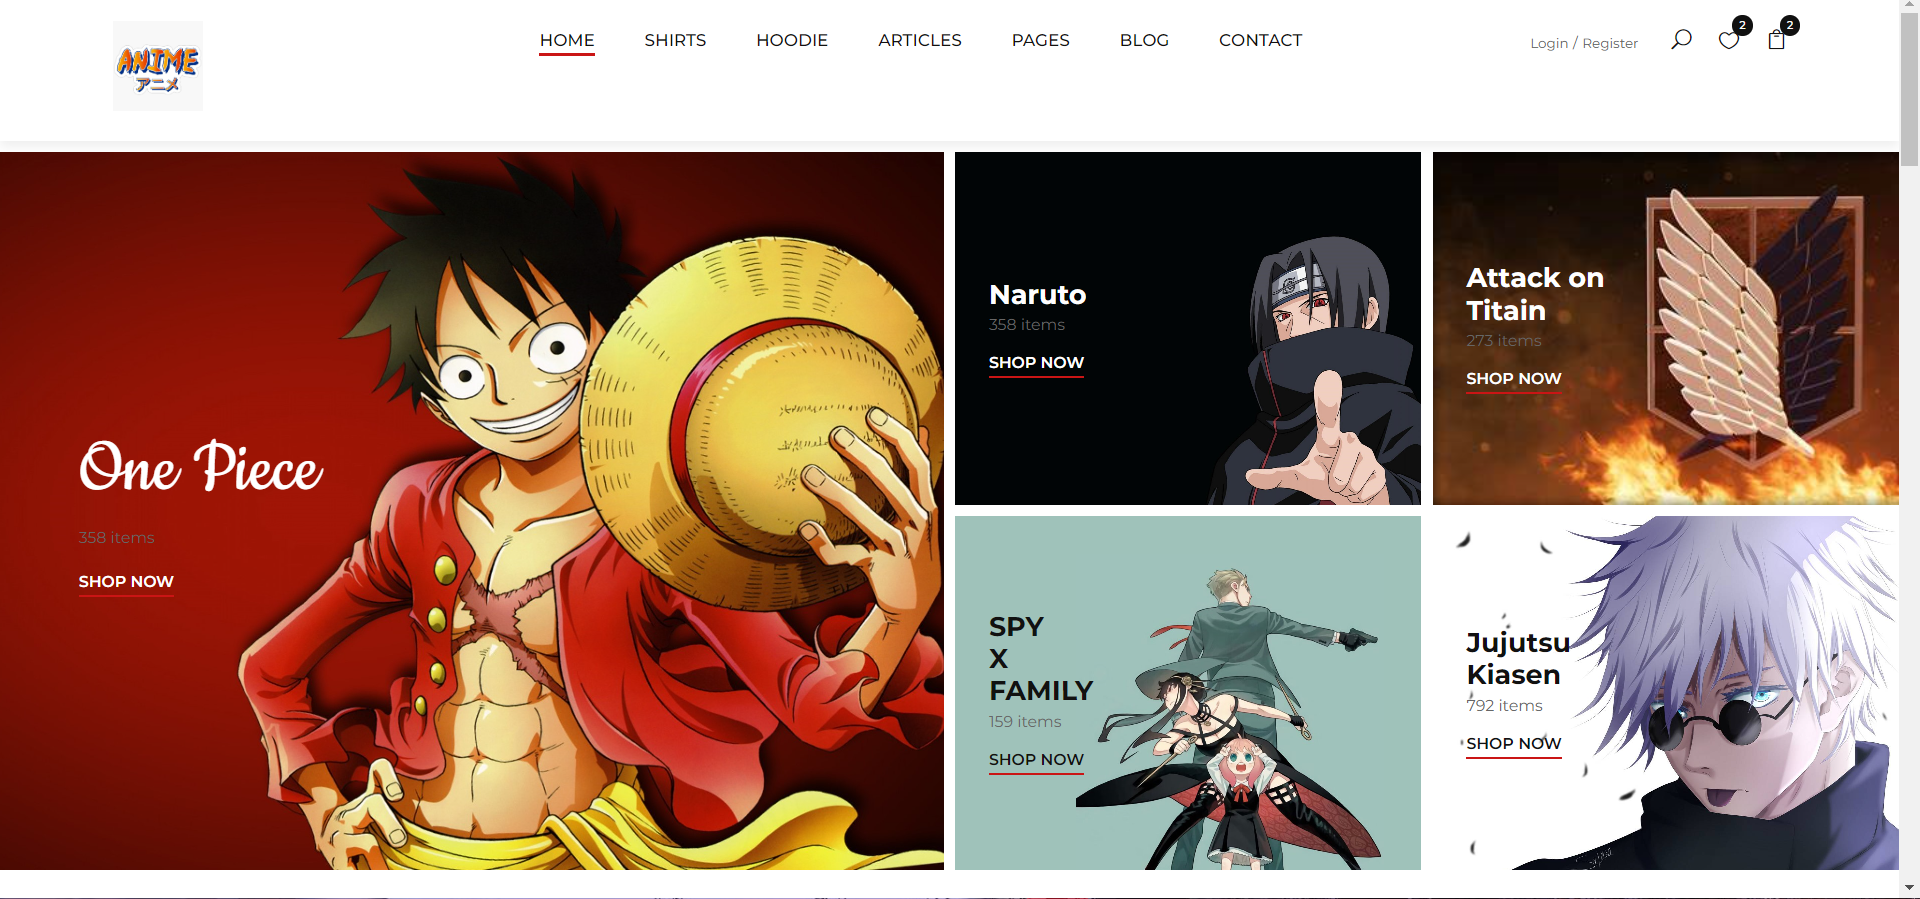 ANIME
アニメ
HOME
SHIRTS
HOODIE
ARTICLES
PAGES
BLOG
CONTACT
Login / Register
2
2
One Piece
358 items
SHOP NOW
Naruto
358 items
SHOP NOW
Attack on
Titain
273 items
SHOP NOW
SPY
X
FAMILY
159 items
SHOP NOW
Jujutsu
Kiasen
792 items
SHOP NOW